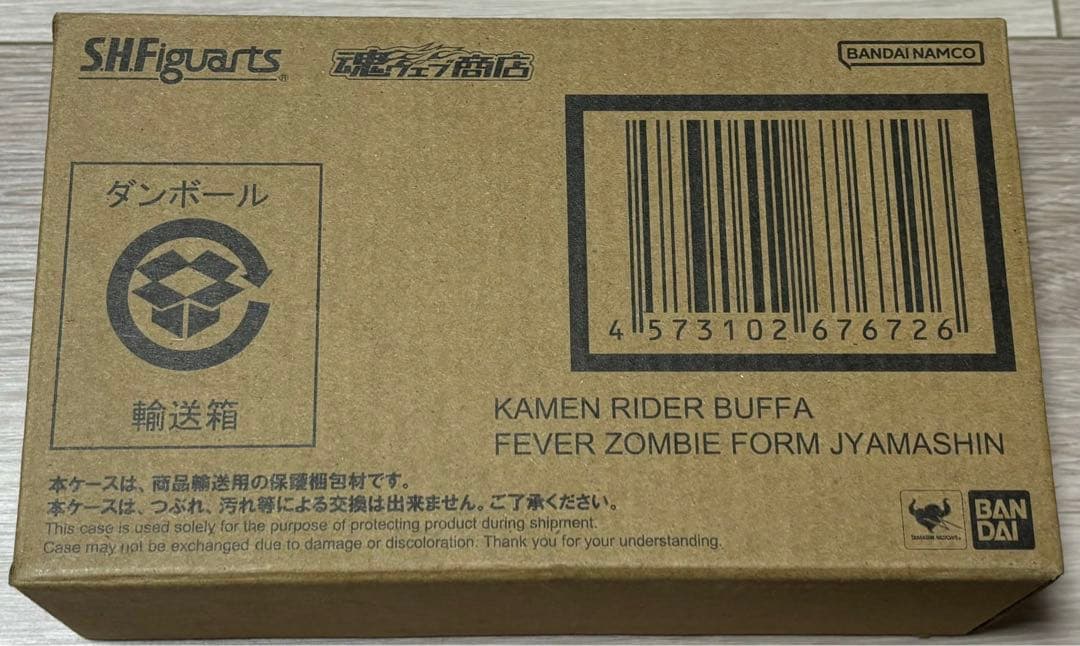 S.H.Figuarts
魂ウェブ商店
BANDAI NAMCO
ダンボール
輸送箱
4 573102 676726
KAMEN RIDER BUFFA
FEVER ZOMBIE FORM JYAMASHIN
本ケースは、商品輸送用の保護梱包材です。
本ケースは、つぶれ、汚れ等による交換は出来ません。ご了承ください。
This case is used solely for the purpose of protecting product during shipment.
Case may not be exchanged due to damage or discoloration. Thank you for your understanding.
TAMASHII NATIONS
BAN
DAI